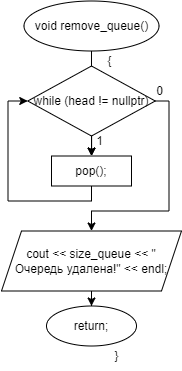 void remove_queue()
{
while (head != nullptr)
0
1
pop();
cout << size_queue << "
Очередь удалена!" << endl;
return;
}